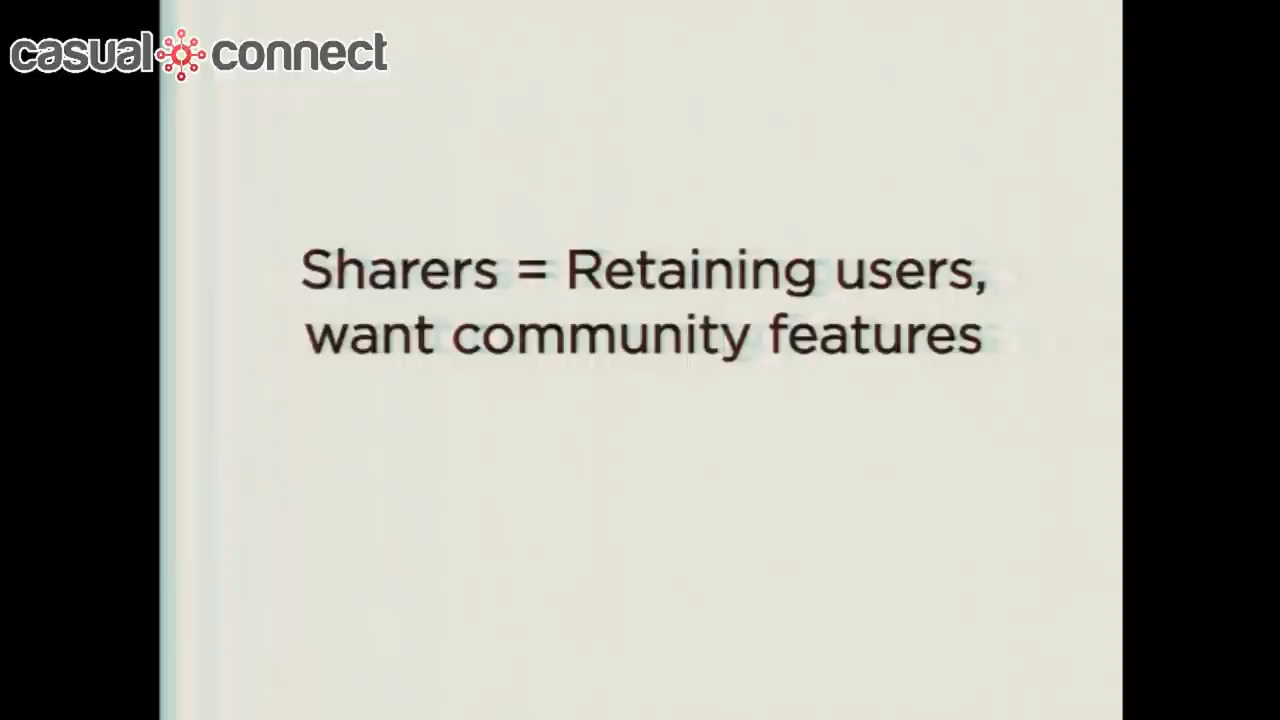 casual connect
Sharers = Retaining users,
want community features